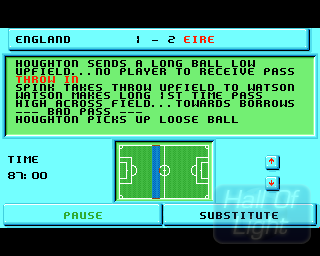 ENGLAND 1 - 2 EIRE
HOUGHTON SENDS A LONG BALL LOW
UPFIELD...NO PLAYER TO RECEIVE PASS
THROW IN
SPINK TAKES THROW UPFIELD TO WATSON
WATSON MAKES LONG 1ST TIME PASS
HIGH ACROSS FIELD...TOWARDS BORROWS
--- BAD PASS ---
HOUGHTON PICKS UP LOOSE BALL
TIME
87:00
PAUSE SUBSTITUTE
Hall Of
Light